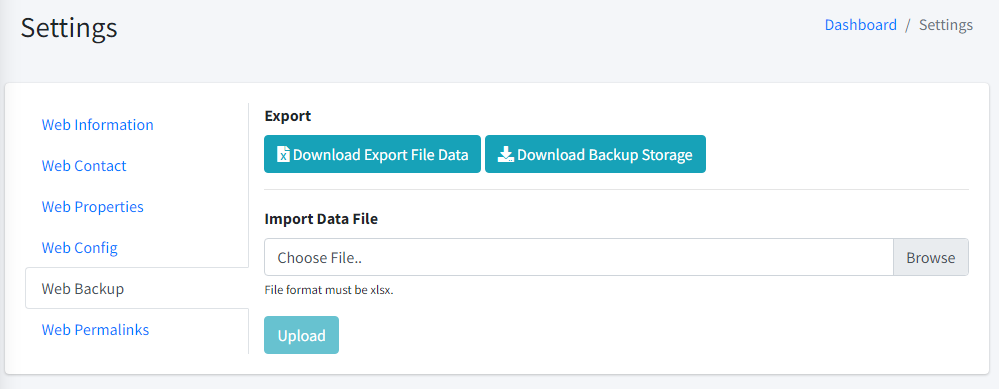 Settings
Dashboard / Settings
Web Information
Web Contact
Web Properties
Web Config
Web Backup
Web Permalinks
Export
Download Export File Data
Download Backup Storage
Import Data File
Choose File..
Browse
File format must be xlsx.
Upload